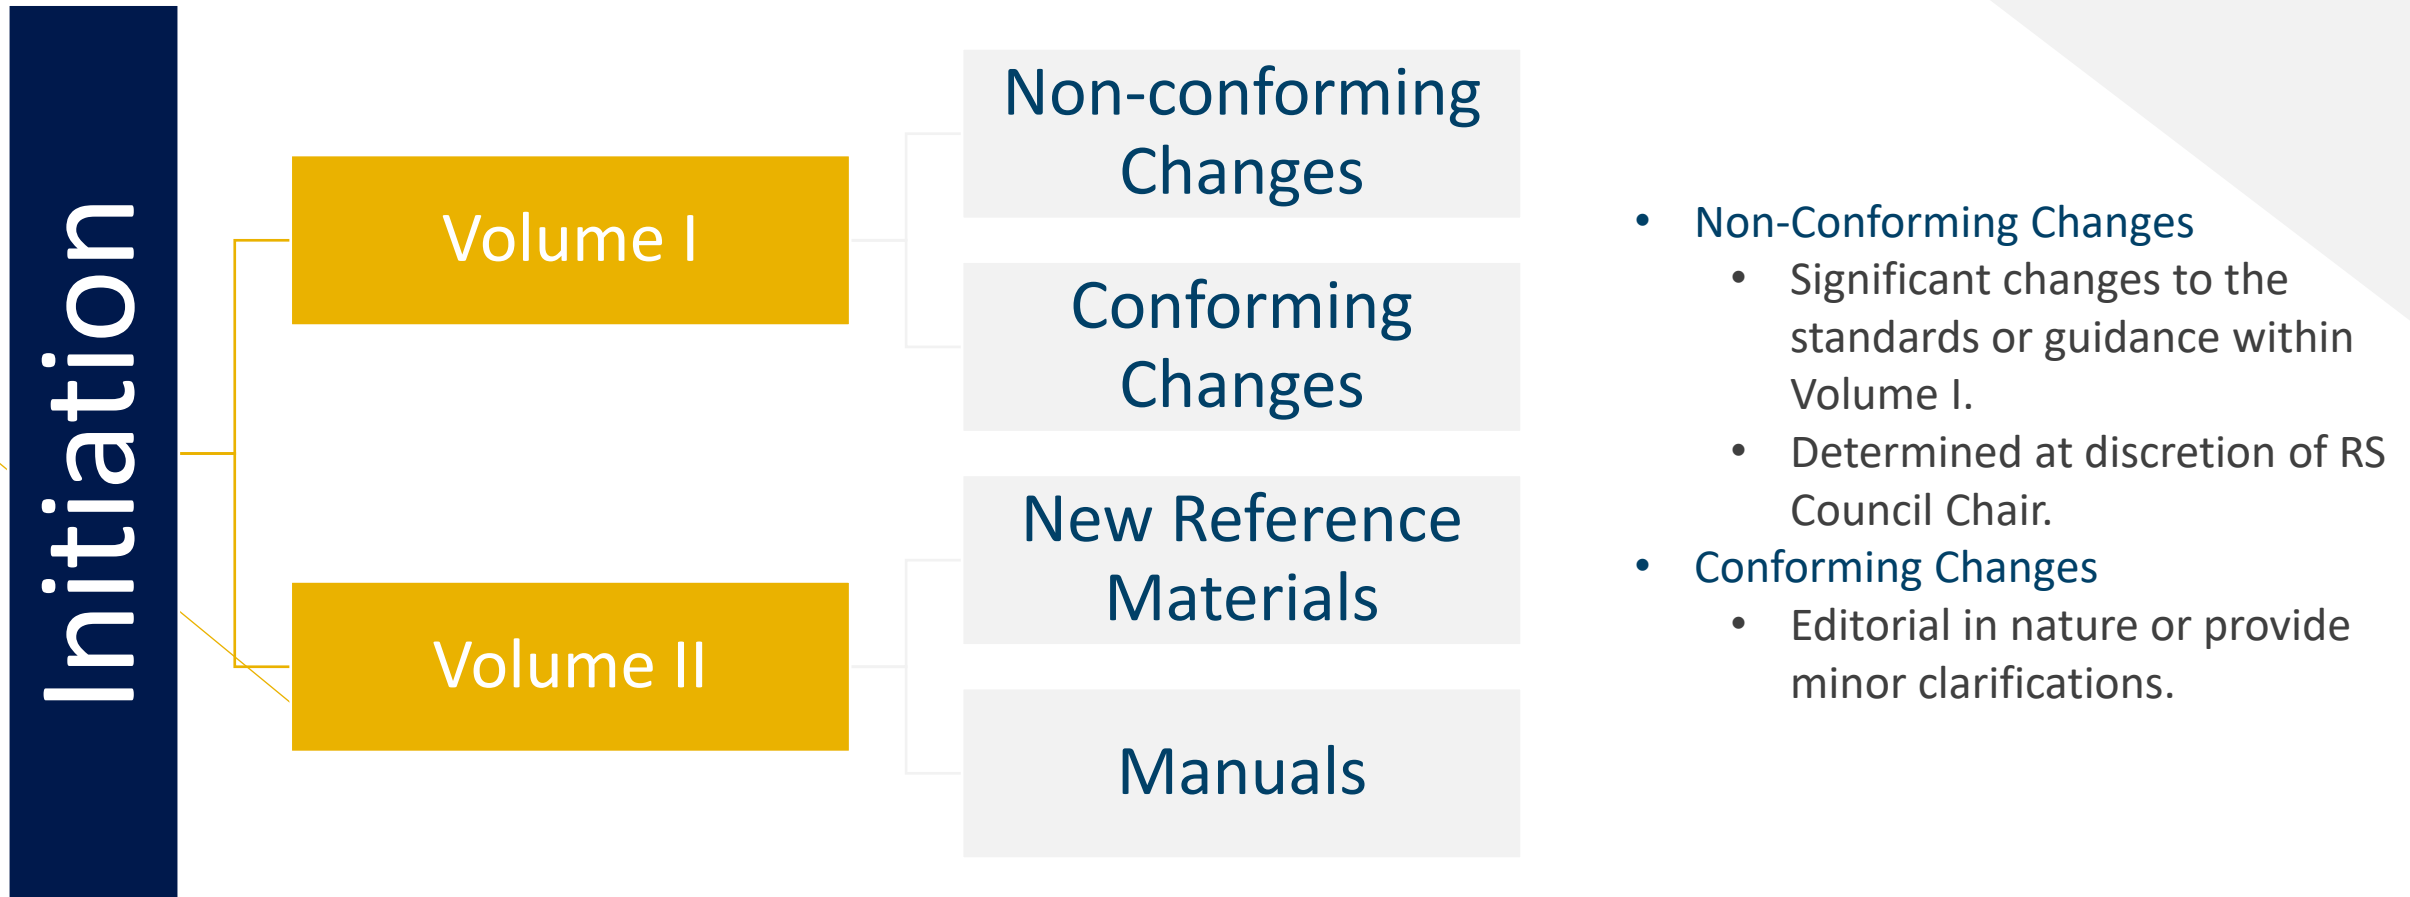 Initiation
Volume I
Non-conforming
Changes
Conforming
Changes
Volume II
New Reference
Materials
Manuals
• Non-Conforming Changes
• Significant changes to the
standards or guidance within
Volume I.
• Determined at discretion of RS
Council Chair.
• Conforming Changes
• Editorial in nature or provide
minor clarifications.